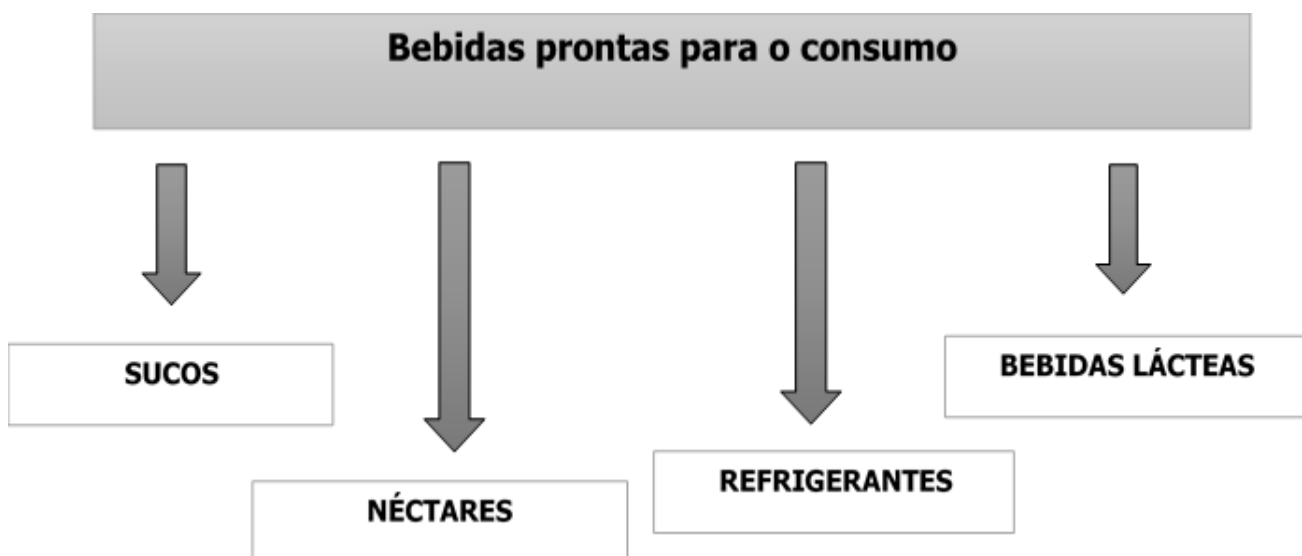 Bebidas prontas para o consumo
SUCOS
NÉCTARES
REFRIGERANTES
BEBIDAS LÁCTEAS